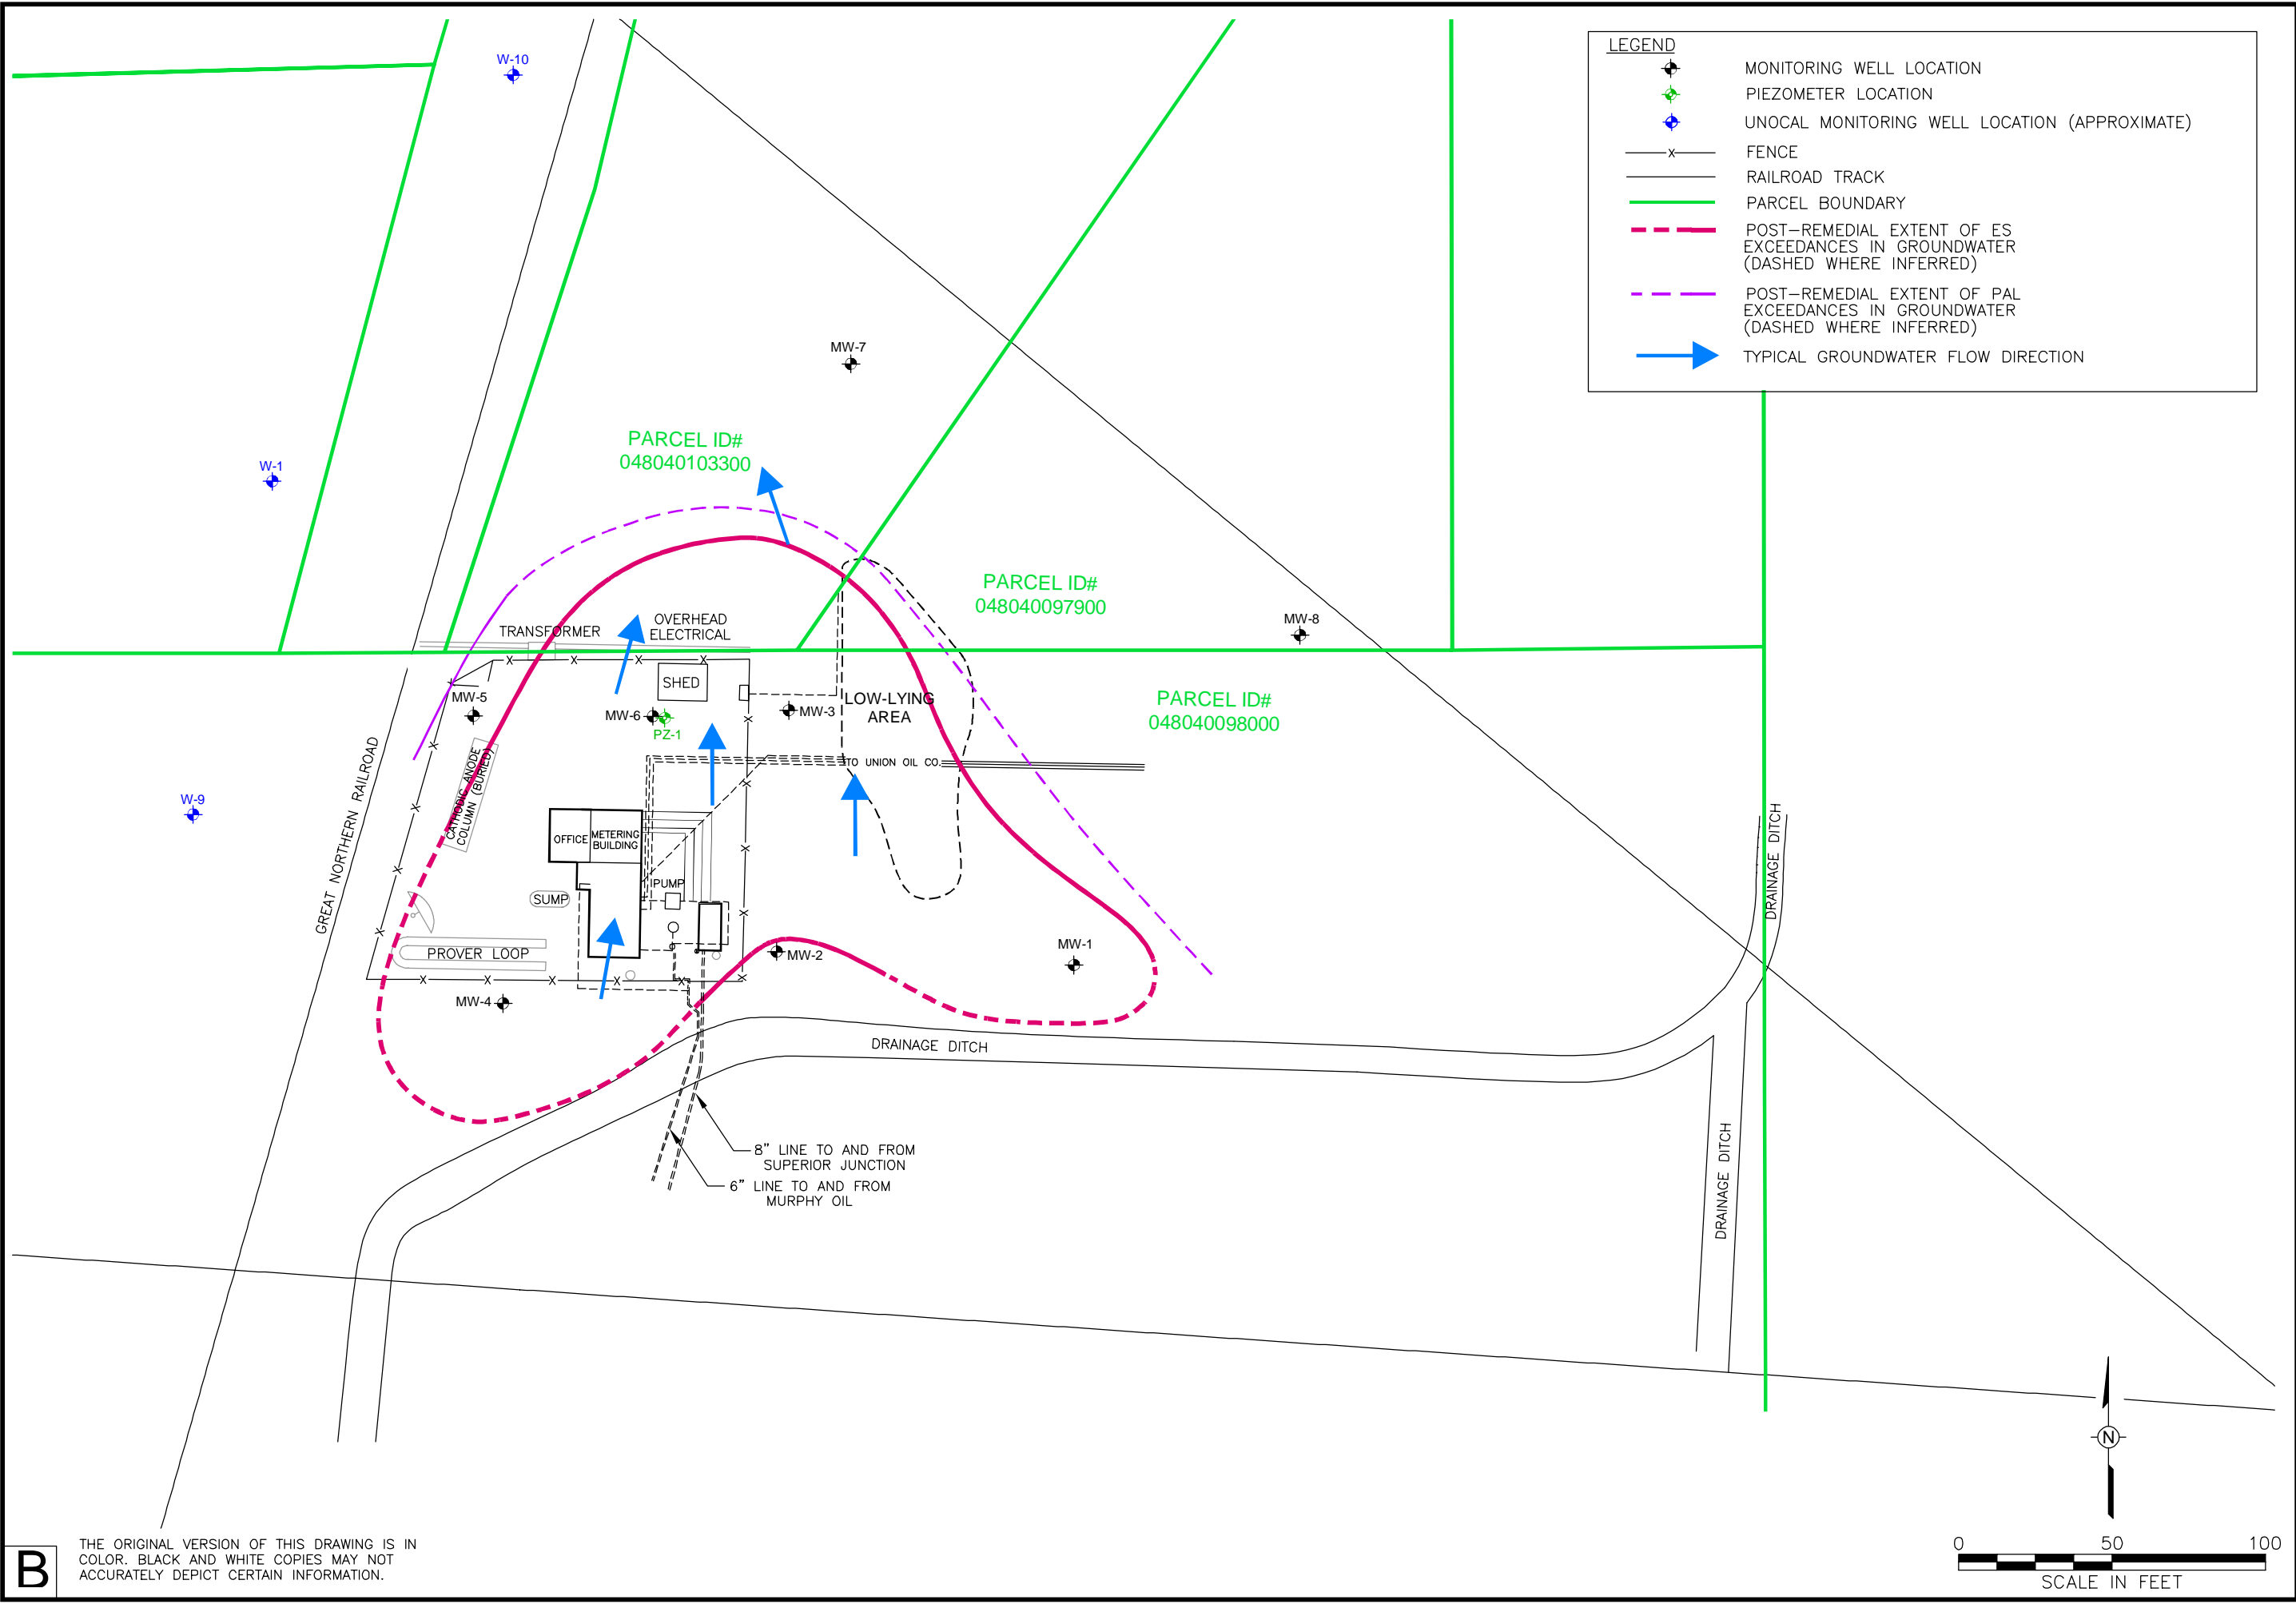 W-10
LEGEND
MONITORING WELL LOCATION
PIEZOMETER LOCATION
UNOCAL MONITORING WELL LOCATION (APPROXIMATE)
X
FENCE
RAILROAD TRACK
PARCEL BOUNDARY
POST-REMEDIAL EXTENT OF ES
EXCEEDANCES IN GROUNDWATER
(DASHED WHERE INFERRED)
POST-REMEDIAL EXTENT OF PAL
EXCEEDANCES IN GROUNDWATER
(DASHED WHERE INFERRED)
TYPICAL GROUNDWATER FLOW DIRECTION
MW-7
PARCEL ID#
048040103300
W-1
PARCEL ID#
048040097900
TRANSFORMER
OVERHEAD
ELECTRICAL
MW-8
SHED
MW-5
MW-6
PZ-1
MW-3
LOW-LYING
AREA
PARCEL ID#
048040098000
TO UNION OIL CO.
W-9
GREAT NORTHERN RAILROAD
CATHODIC ANODE
COLUMN (BURIED)
OFFICE
METERING
BUILDING
PUMP
SUMP
PROVER LOOP
MW-2
MW-1
MW-4
DRAINAGE DITCH
DRAINAGE DITCH
DRAINAGE DITCH
8" LINE TO AND FROM
SUPERIOR JUNCTION
6" LINE TO AND FROM
MURPHY OIL
N
0 50 100
SCALE IN FEET
B
THE ORIGINAL VERSION OF THIS DRAWING IS IN
COLOR. BLACK AND WHITE COPIES MAY NOT
ACCURATELY DEPICT CERTAIN INFORMATION.